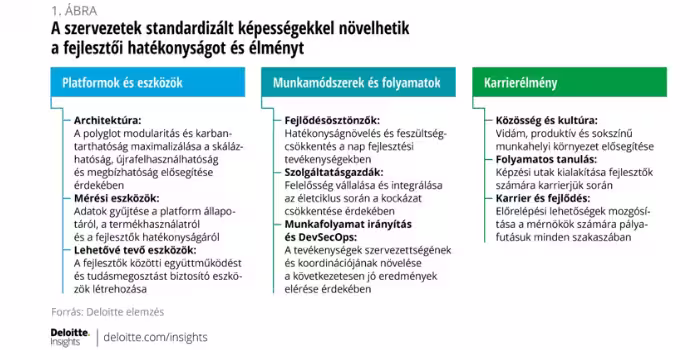 1. ÁBRA
A szervezetek standardizált képességekkel növelhetik
a fejlesztői hatékonyságot és élményt
Platformok és eszközök
Architektúra:
A polyglot modularitás és karban-
tarthatóság maximalizálása a skáláz-
hatóság, újrafelhasználhatóság
és megbízhatóság elősegítése
érdekében
Mérési eszközök:
Adatok gyűjtése a platform állapo-
táról, a termékhasználatról
és a fejlesztők hatékonyságáról
Lehetővé tevő eszközök:
A fejlesztők közötti együttműködést
és tudásmegosztást biztosító eszkö-
zök létrehozása
Munkamódszerek és folyamatok
Fejlődésösztönzők:
Hatékonyságnövelés és feszültség-
csökkentés a nap fejlesztési
tevékenységekben
Szolgáltatásgazdák:
Felelősség vállalása és integrálása
az életciklus során a kockázat
csökkentése érdekében
Munkafolyamat irányítás
és DevSecOps:
A tevékenységek szervezettségének
és koordinációjának növelése
a következetesen jó eredmények
elérése érdekében
Karrierélmény
Közösség és kultúra:
Vidám, produktív és sokszínű
munkahelyi környezet elősegítése
Folyamatos tanulás:
Képzési utak kialakítása fejlesztők
számára karrierjük során
Karrier és fejlődés:
Előrelépési lehetőségek mozgósí-
tása a mérnökök számára pálya-
futásuk minden szakaszában
Forrás: Deloitte elemzés
Deloitte.
Insights
deloitte.com/insights